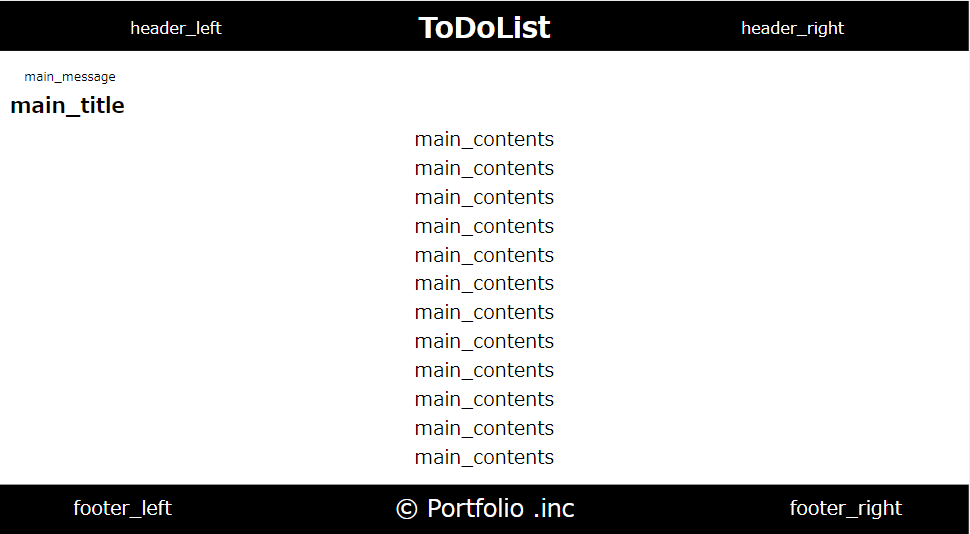 header_left ToDoList header_right
main_message
main_title
main_contents
main_contents
main_contents
main_contents
main_contents
main_contents
main_contents
main_contents
main_contents
main_contents
main_contents
main_contents
footer_left © Portfolio .inc footer_right